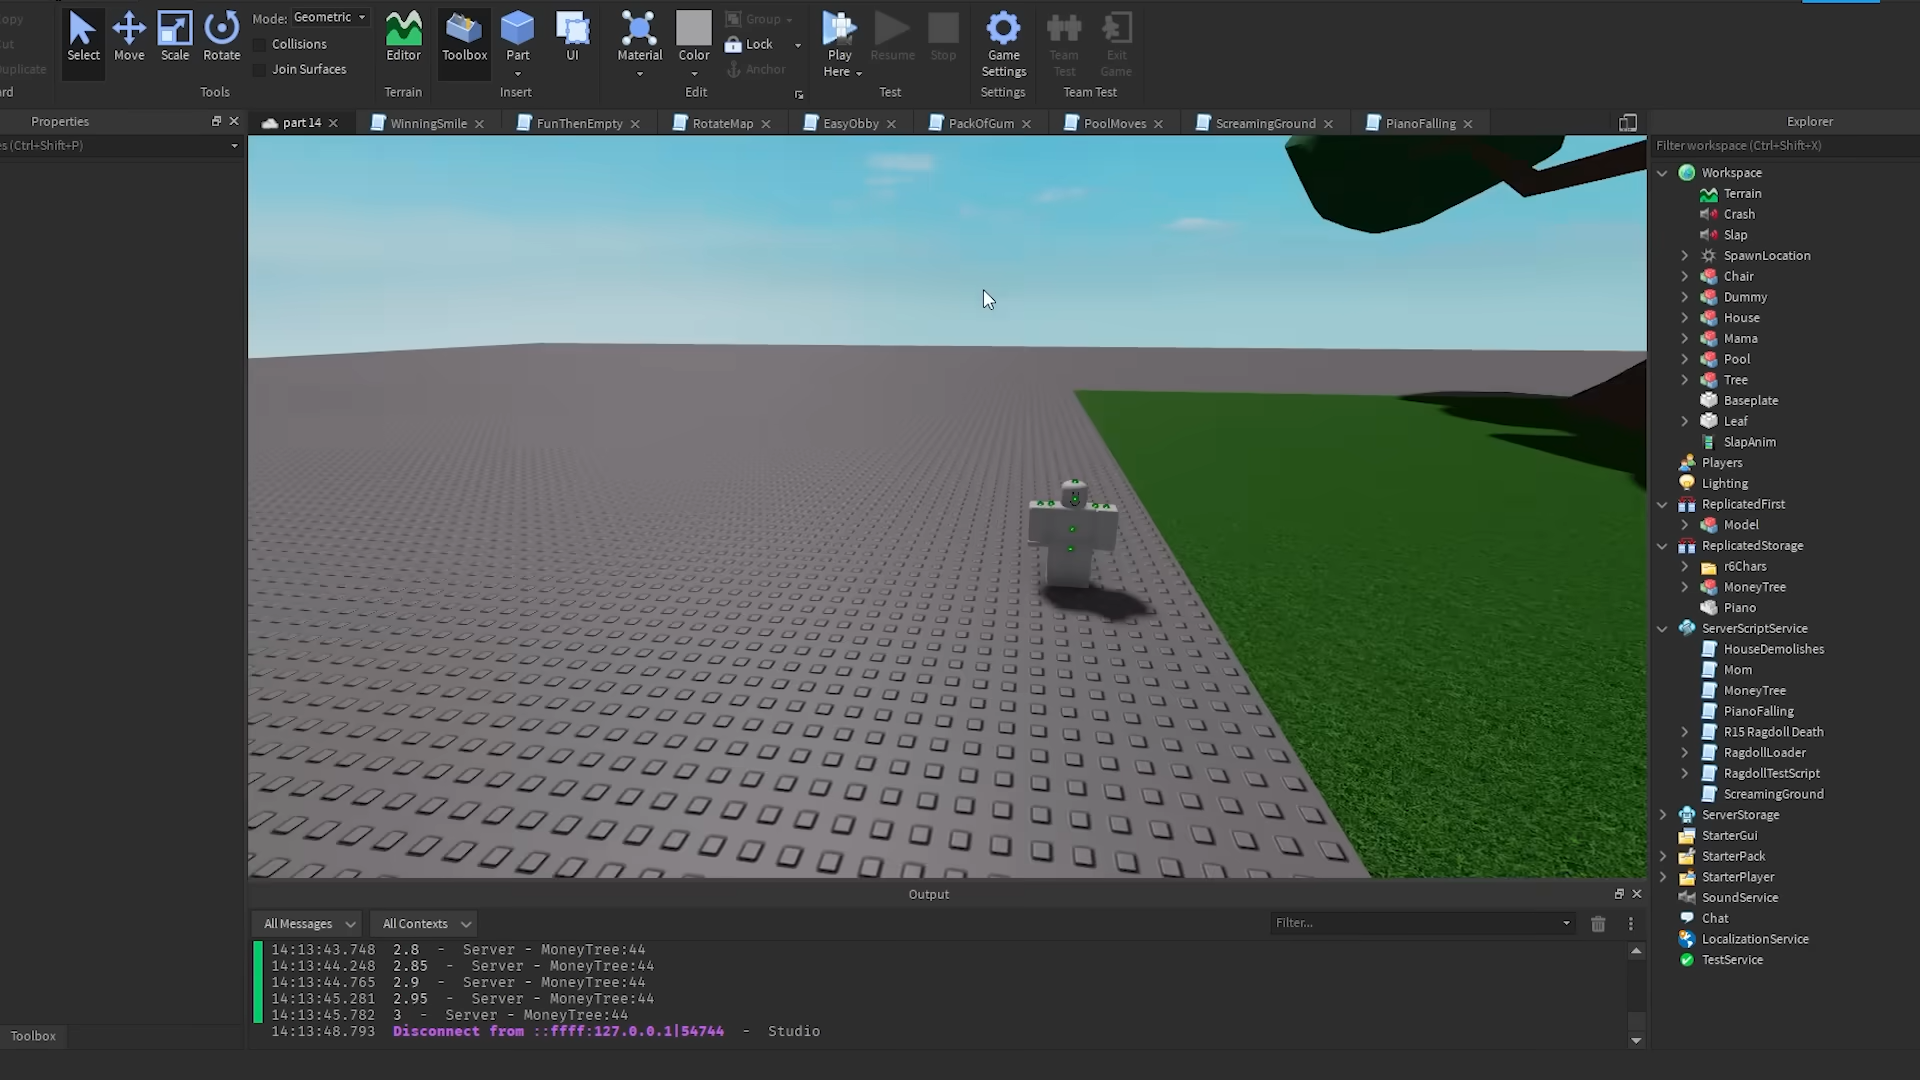 opy
ut
uplicate
rd
Select
Move
Scale
Rotate
Mode: Geometric
Collisions
Join Surfaces
Tools
Editor
Terrain
Toolbox
Part
UI
Insert
Material
Color
Group
Lock
Anchor
Edit
Play
Here
Resume
Stop
Test
Game
Settings
Settings
Team
Test
Exit
Game
Team Test
Properties
es (Ctrl+Shift+P)
part 14
WinningSmile
FunThenEmpty
RotateMap
EasyObby
PackOfGum
PoolMoves
ScreamingGround
PianoFalling
Explorer
Filter workspace (Ctrl+Shift+X)
Workspace
Terrain
Crash
Slap
SpawnLocation
Chair
Dummy
House
Mama
Pool
Tree
Baseplate
Leaf
SlapAnim
Players
Lighting
ReplicatedFirst
Model
ReplicatedStorage
r6Chars
MoneyTree
Piano
ServerScriptService
HouseDemolishes
Mom
MoneyTree
PianoFalling
R15 Ragdoll Death
RagdollLoader
RagdollTestScript
ScreamingGround
ServerStorage
StarterGui
StarterPack
StarterPlayer
SoundService
Chat
LocalizationService
TestService
Output
All Messages
All Contexts
Filter...
14:13:43.748 2.8 - Server - MoneyTree:44
14:13:44.248 2.85 - Server - MoneyTree:44
14:13:44.765 2.9 - Server - MoneyTree:44
14:13:45.281 2.95 - Server - MoneyTree:44
14:13:45.782 3 - Server - MoneyTree:44
14:13:48.793 Disconnect from ::ffff:127.0.0.1|54744 - Studio
Toolbox